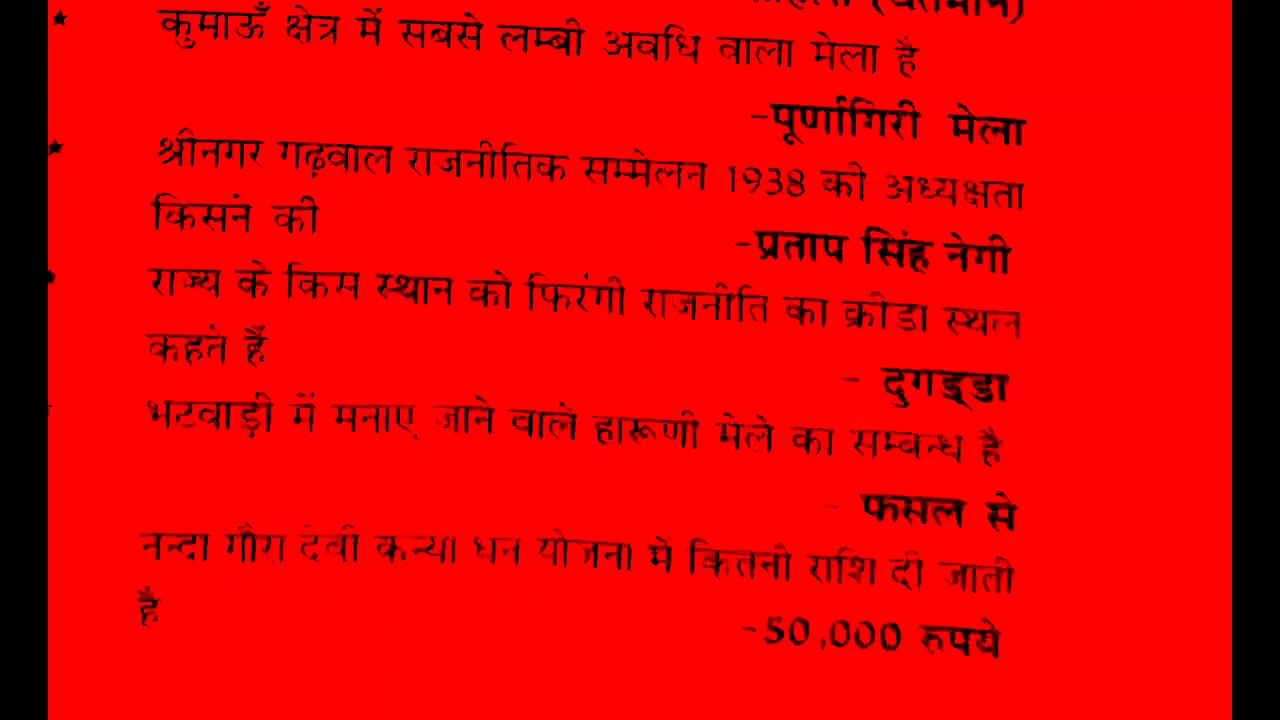 कुमाऊँ क्षेत्र में सबसे लम्बी अवधि वाला मेला है
-पूर्णागिरी मेला
श्रीनगर गढ़वाल राजनीतिक सम्मेलन 1938 की अध्यक्षता
किसने की
-प्रताप सिंह नेगी
राज्य के किस स्थान को फिरंगी राजनीति का क्रीडा स्थल
कहते हैं
- दुगड्डा
भटवाड़ी में मनाए जाने वाले हारूणी मेले का सम्बन्ध है
- फसल से
नन्दा गौरा देवी कन्या धन योजना में कितनी राशि दी जाती
है
-50,000 रुपये